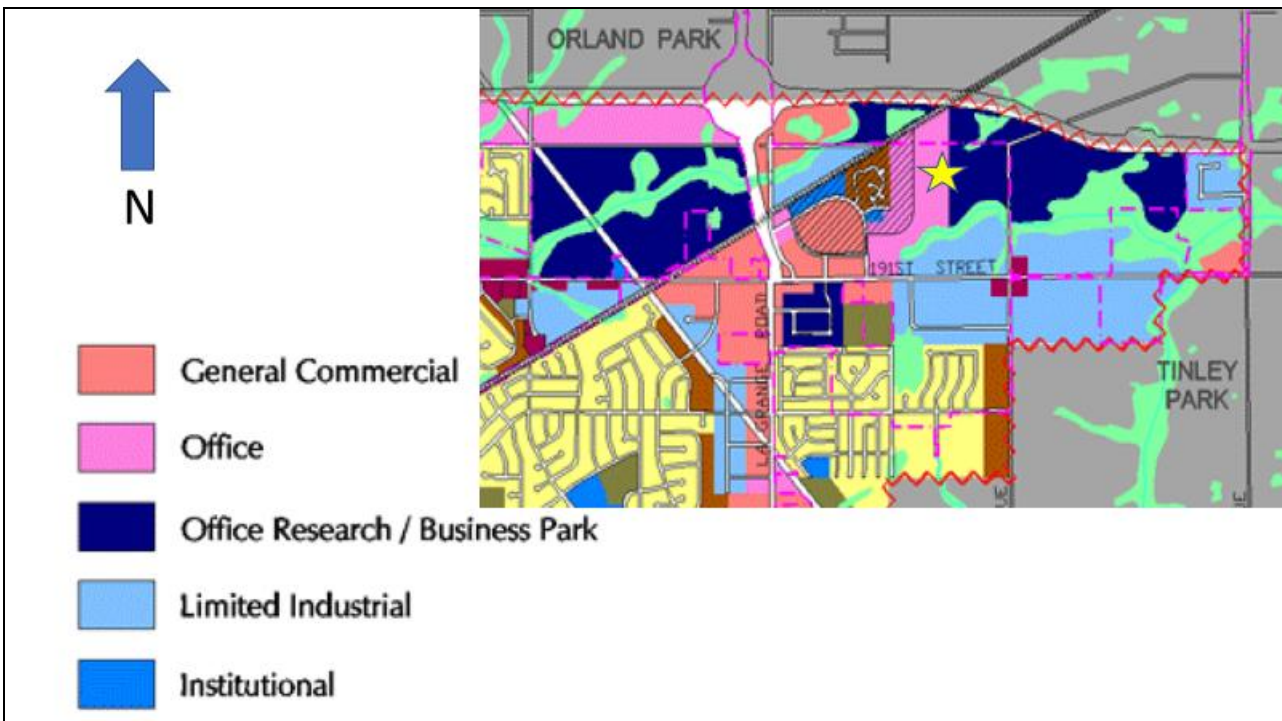 ORLAND PARK
N
191ST STREET
LA GRANGE ROAD
TINLEY
PARK
General Commercial
Office
Office Research / Business Park
Limited Industrial
Institutional